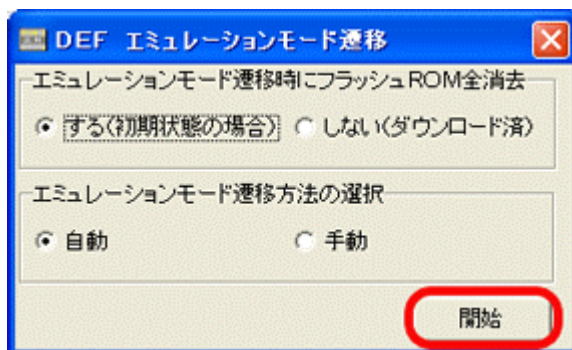 DEF エミュレーションモード遷移
エミュレーションモード遷移時にフラッシュROM全消去
する(初期状態の場合) しない(ダウンロード済)
エミュレーションモード遷移方法の選択
自動 手動
開始